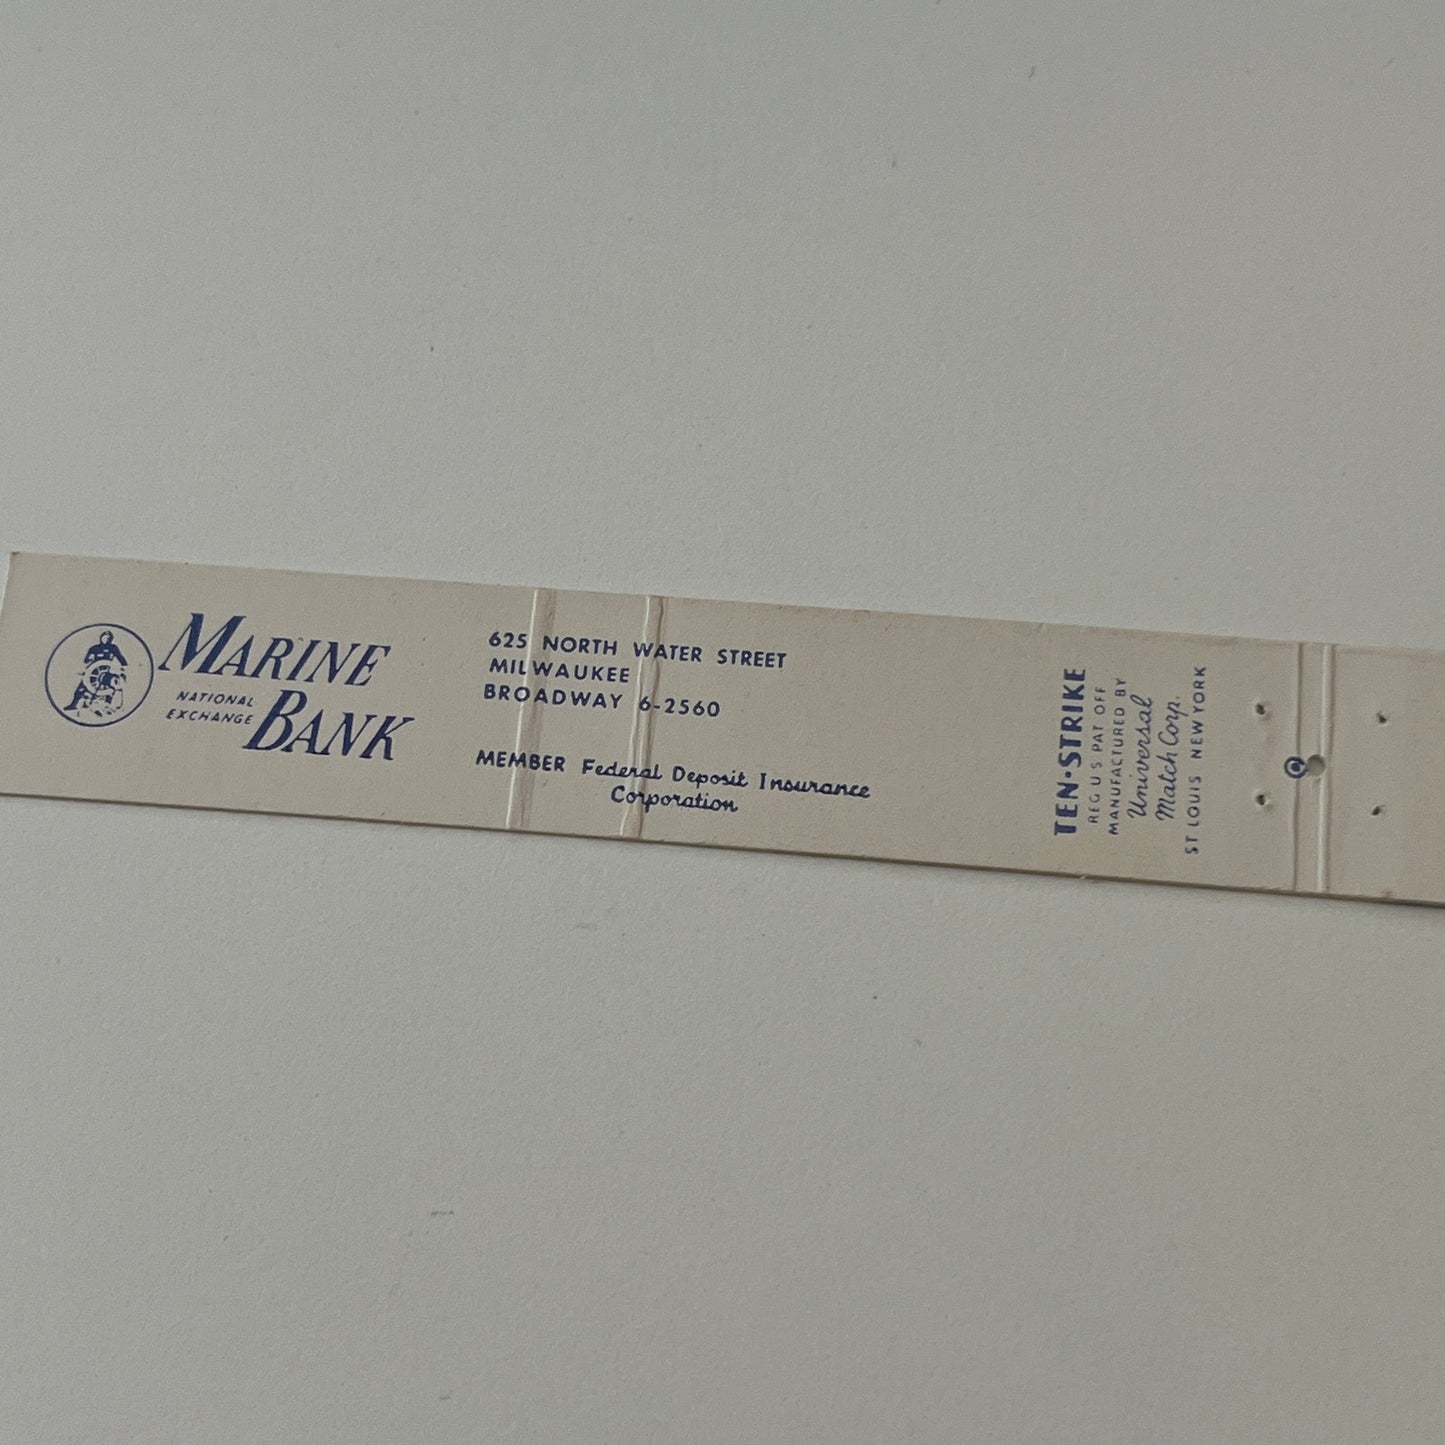 MARINE
NATIONAL
EXCHANGE
BANK
625 NORTH WATER STREET
MILWAUKEE
BROADWAY 6-2560
MEMBER Federal Deposit Insurance
Corporation
TEN-STRIKE
REG U S PAT OFF
MANUFACTURED BY
Universal
Match Corp.
ST LOUIS NEW YORK